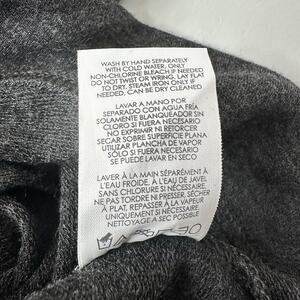 WASH BY HAND SEPARATELY
WITH COLD WATER, ONLY
NON-CHLORINE BLEACH IF NEEDED
DO NOT TWIST OR WRING, LAY FLAT
TO DRY, STEAM IRON ONLY IF
NEEDED. CAN BE DRY CLEANED
LAVAR A MANO POR
SEPARADO CON AGUA FRÍA
SOLAMENTE BLANQUEADOR SIN
CLORO SI FUERA NECESARIO
NO EXPRIMIR NI RETORCER
SECAR SOBRE SUPERFICIE PLANA
UTILIZAR PLANCHA DE VAPOR
SÓLO SI FUERA NECESARIO
SE PUEDE LAVAR EN SECO
LAVER À LA MAIN SÉPARÉMENT À
L'EAU FROIDE, À L'EAU DE JAVEL
SANS CHLORURE SI NÉCESSAIRE
NE PAS TORDRE NI PRESSER, SÉCHER
À PLAT, REPASSER À LA VAPEUR
UNIQUEMENT SI NÉCESSAIRE
NETTOYAGE A SEC POSSIBLE